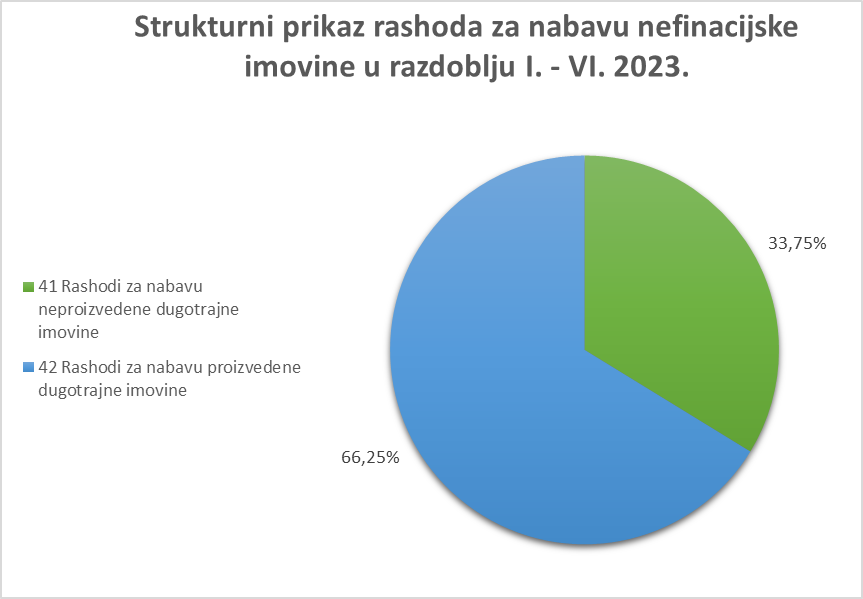 Strukturni prikaz rashoda za nabavu nefinacijske
imovine u razdoblju I. - VI. 2023.
33,75%
41 Rashodi za nabavu
neproizvedene dugotrajne
imovine
42 Rashodi za nabavu proizvedene
dugotrajne imovine
66,25%